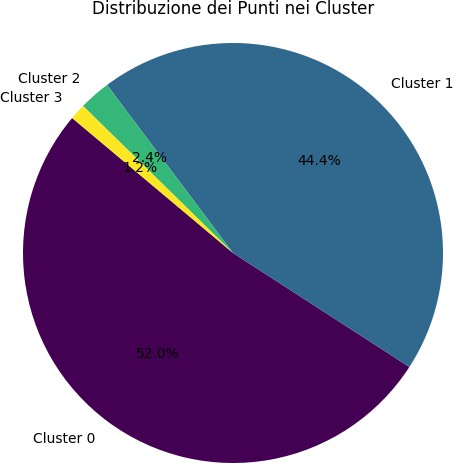 Distribuzione dei Punti nei Cluster
Cluster 2
Cluster 1
Cluster 3
2.4%
44.4%
1.2%
52.0%
Cluster 0